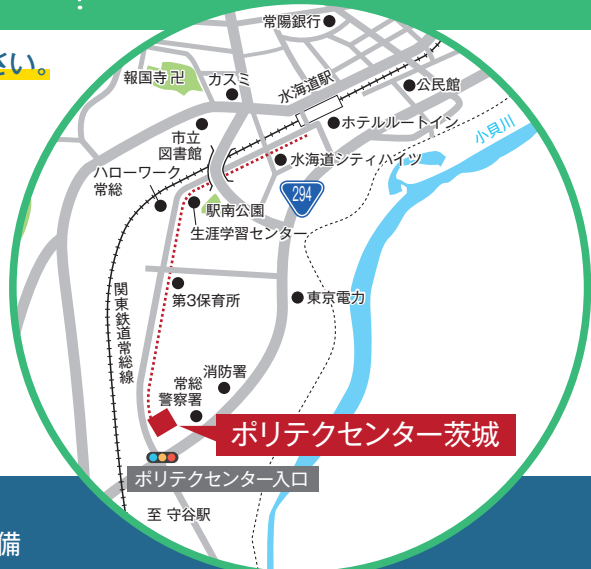 ：
さい。
常陽銀行
報国寺卍
カスミ
水海道駅
公民館
市立
図書館
ホテルルートイン
小見川
水海道シティハイツ
ハローワーク
常総
294
駅南公園
生涯学習センター
関東鉄道常総線
第3保育所
東京電力
消防署
常総
警察署
ポリテクセンター茨城
ポリテクセンター入口
至 守谷駅
備